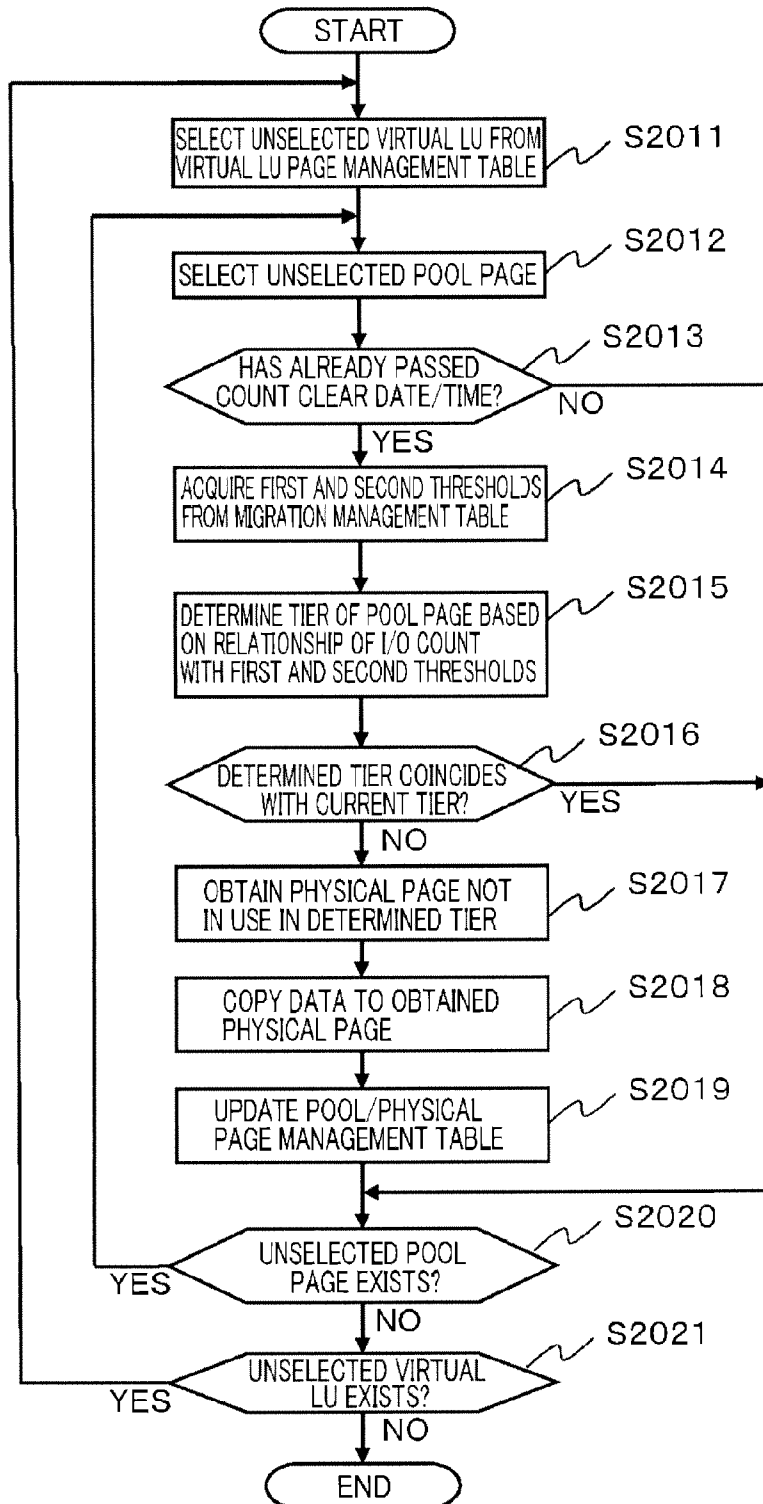 START
SELECT UNSELECTED VIRTUAL LU FROM
VIRTUAL LU PAGE MANAGEMENT TABLE
S2011
SELECT UNSELECTED POOL PAGE
S2012
HAS ALREADY PASSED
COUNT CLEAR DATE/TIME?
S2013
NO
YES
ACQUIRE FIRST AND SECOND THRESHOLDS
FROM MIGRATION MANAGEMENT TABLE
S2014
DETERMINE TIER OF POOL PAGE BASED
ON RELATIONSHIP OF I/O COUNT
WITH FIRST AND SECOND THRESHOLDS
S2015
DETERMINED TIER COINCIDES
WITH CURRENT TIER?
S2016
YES
NO
OBTAIN PHYSICAL PAGE NOT
IN USE IN DETERMINED TIER
S2017
COPY DATA TO OBTAINED
PHYSICAL PAGE
S2018
UPDATE POOL/PHYSICAL
PAGE MANAGEMENT TABLE
S2019
UNSELECTED POOL
PAGE EXISTS?
S2020
YES
NO
UNSELECTED VIRTUAL
LU EXISTS?
S2021
YES
NO
END